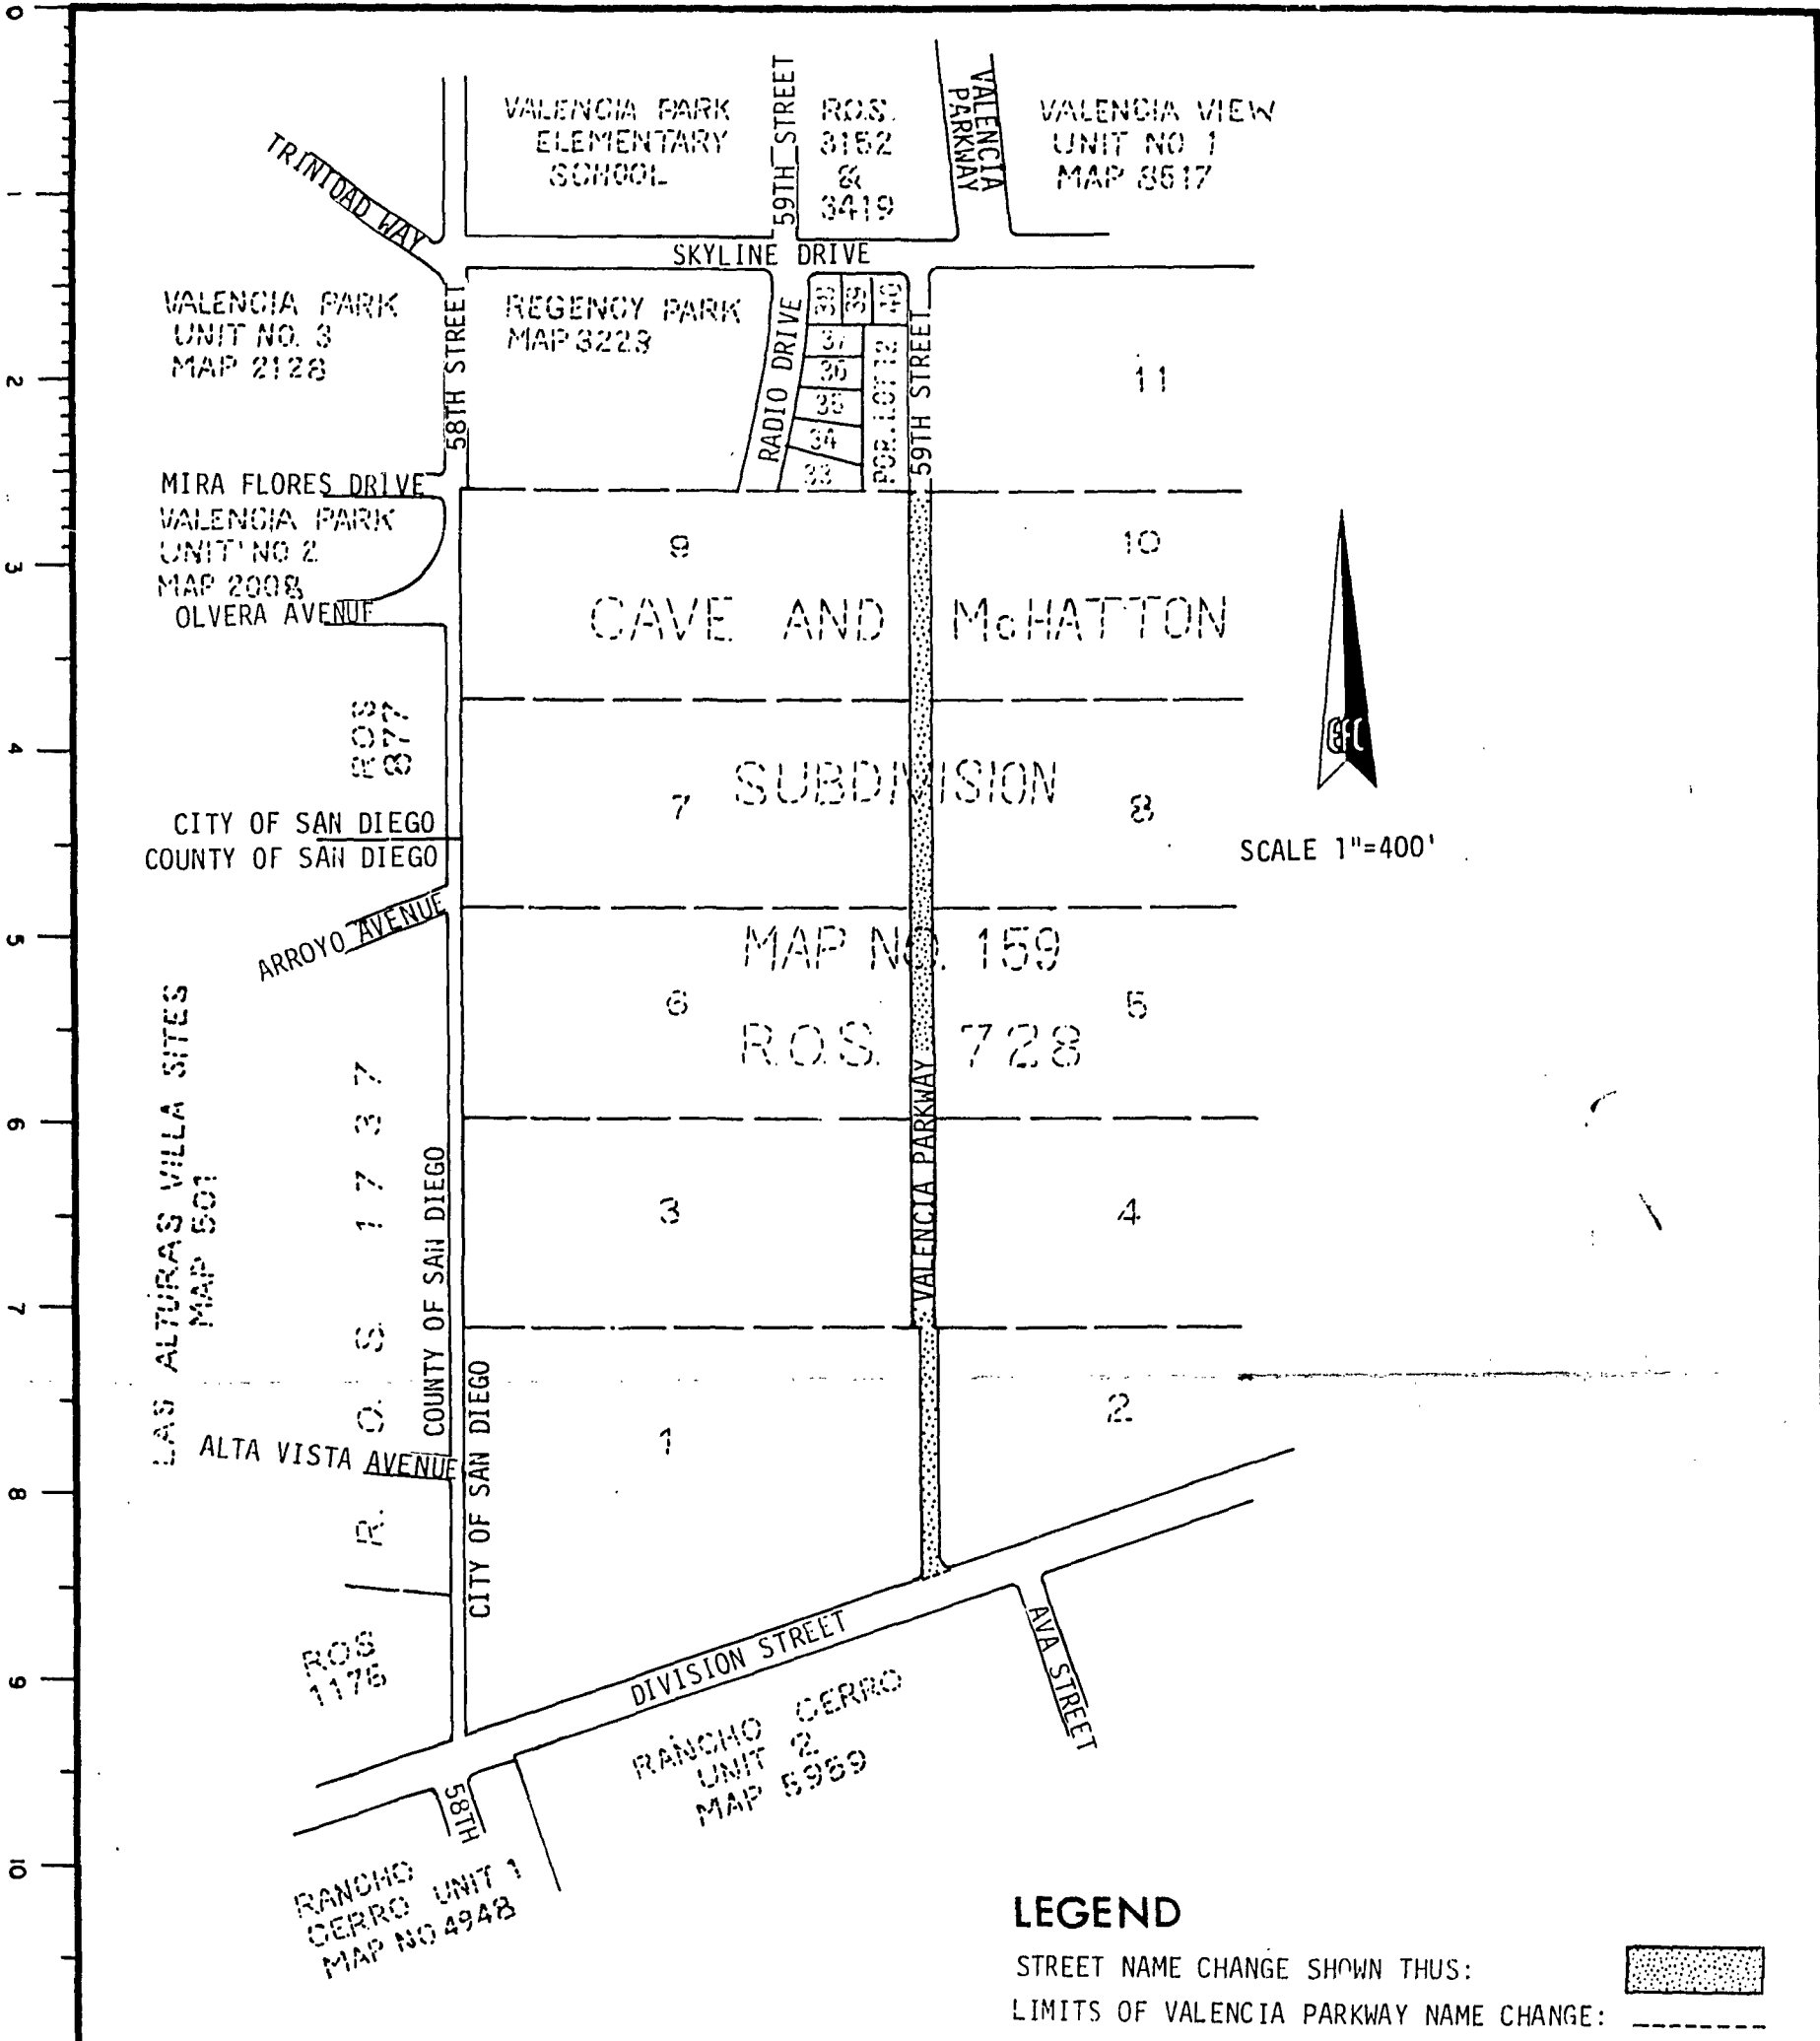 0
1
2
3
4
5
6
7
8
9
10
VALENCIA PARK
ELEMENTARY
SCHOOL
59TH STREET
R.O.S.
3152
&
3419
VALENCIA
PARKWAY
VALENCIA VIEW
UNIT NO 1
MAP 8617
TRINIDAD WAY
SKYLINE DRIVE
VALENCIA PARK
UNIT NO. 3
MAP 2128
58TH STREET
REGENCY PARK
MAP 3223
RADIO DRIVE
38
39
40
37
36
35
34
33
POR. LOT 12
59TH STREET
11
MIRA FLORES DRIVE
VALENCIA PARK
UNIT NO 2
MAP 2008
OLVERA AVENUE
9
10
CAVE AND McHATTON
ROS
877
7
SUBDIVISION
8
CITY OF SAN DIEGO
COUNTY OF SAN DIEGO
EFC
SCALE 1"=400'
ARROYO AVENUE
MAP NO. 159
6
5
R.O.S. 728
LAS ALTURAS VILLA SITES
MAP 501
R. O. S. 1737
COUNTY OF SAN DIEGO
VALENCIA PARKWAY
3
4
CITY OF SAN DIEGO
1
2
ALTA VISTA AVENUE
ROS
1176
DIVISION STREET
AVA STREET
RANCHO CERRO
UNIT 2
MAP 5959
58TH
RANCHO
CERRO UNIT 1
MAP NO 4948
LEGEND
STREET NAME CHANGE SHOWN THUS:
LIMITS OF VALENCIA PARKWAY NAME CHANGE: